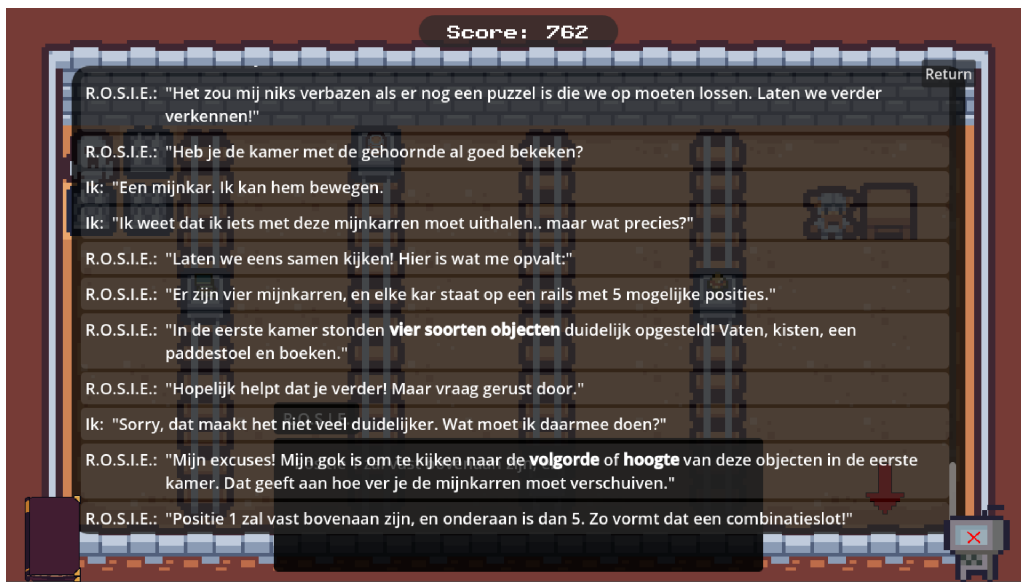 Score: 762
Return
R.O.S.I.E.: "Het zou mij niks verbazen als er nog een puzzel is die we op moeten lossen. Laten we verder
verkennen!"
R.O.S.I.E.: "Heb je de kamer met de gehoornde al goed bekeken?
Ik: "Een mijnkar. Ik kan hem bewegen.
Ik: "Ik weet dat ik iets met deze mijnkarren moet uithalen.. maar wat precies?"
R.O.S.I.E.: "Laten we eens samen kijken! Hier is wat me opvalt:"
R.O.S.I.E.: "Er zijn vier mijnkarren, en elke kar staat op een rails met 5 mogelijke posities."
R.O.S.I.E.: "In de eerste kamer stonden vier soorten objecten duidelijk opgesteld! Vaten, kisten, een
paddestoel en boeken."
R.O.S.I.E.: "Hopelijk helpt dat je verder! Maar vraag gerust door."
R.O.S.I.E.
Ik: "Sorry, dat maakt het niet veel duidelijker. Wat moet ik daarmee doen?"
R.O.S.I.E.: "Mijn excuses! Mijn gok is om te kijken naar de volgorde of hoogte van deze objecten in de eerste
kamer. Dat geeft aan hoe ver je de mijnkarren moet verschuiven."
R.O.S.I.E.: "Positie 1 zal vast bovenaan zijn, en onderaan is dan 5. Zo vormt dat een combinatieslot!"